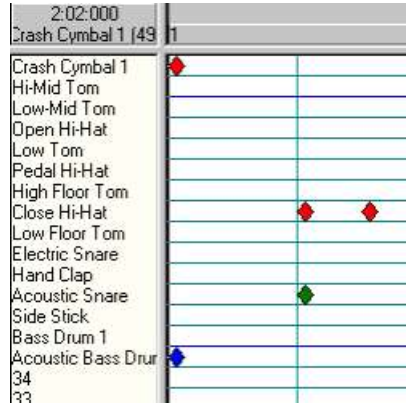 2:02:000
Crash Cymbal 1 (49 1
Crash Cymbal 1
Hi-Mid Tom
Low-Mid Tom
Open Hi-Hat
Low Tom
Pedal Hi-Hat
High Floor Tom
Close Hi-Hat
Low Floor Tom
Electric Snare
Hand Clap
Acoustic Snare
Side Stick
Bass Drum 1
Acoustic Bass Drur
34
33